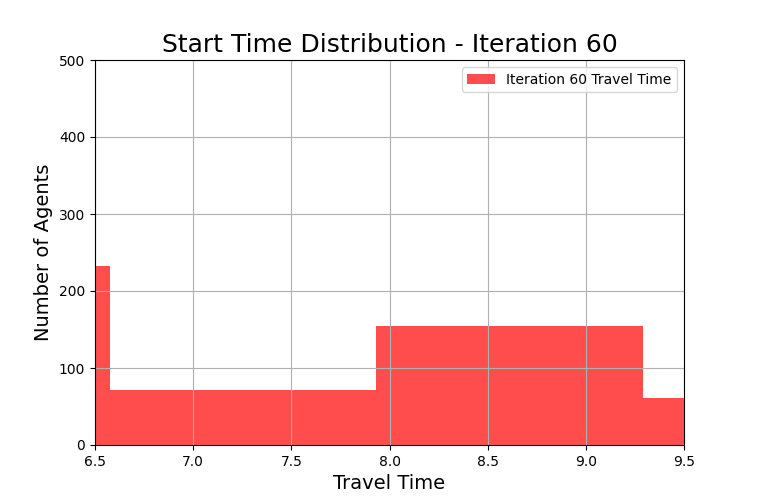 Start Time Distribution - Iteration 60
500
Iteration 60 Travel Time
400
300
200
100
0
Number of Agents
6.5 7.0 7.5 8.0 8.5 9.0 9.5
Travel Time